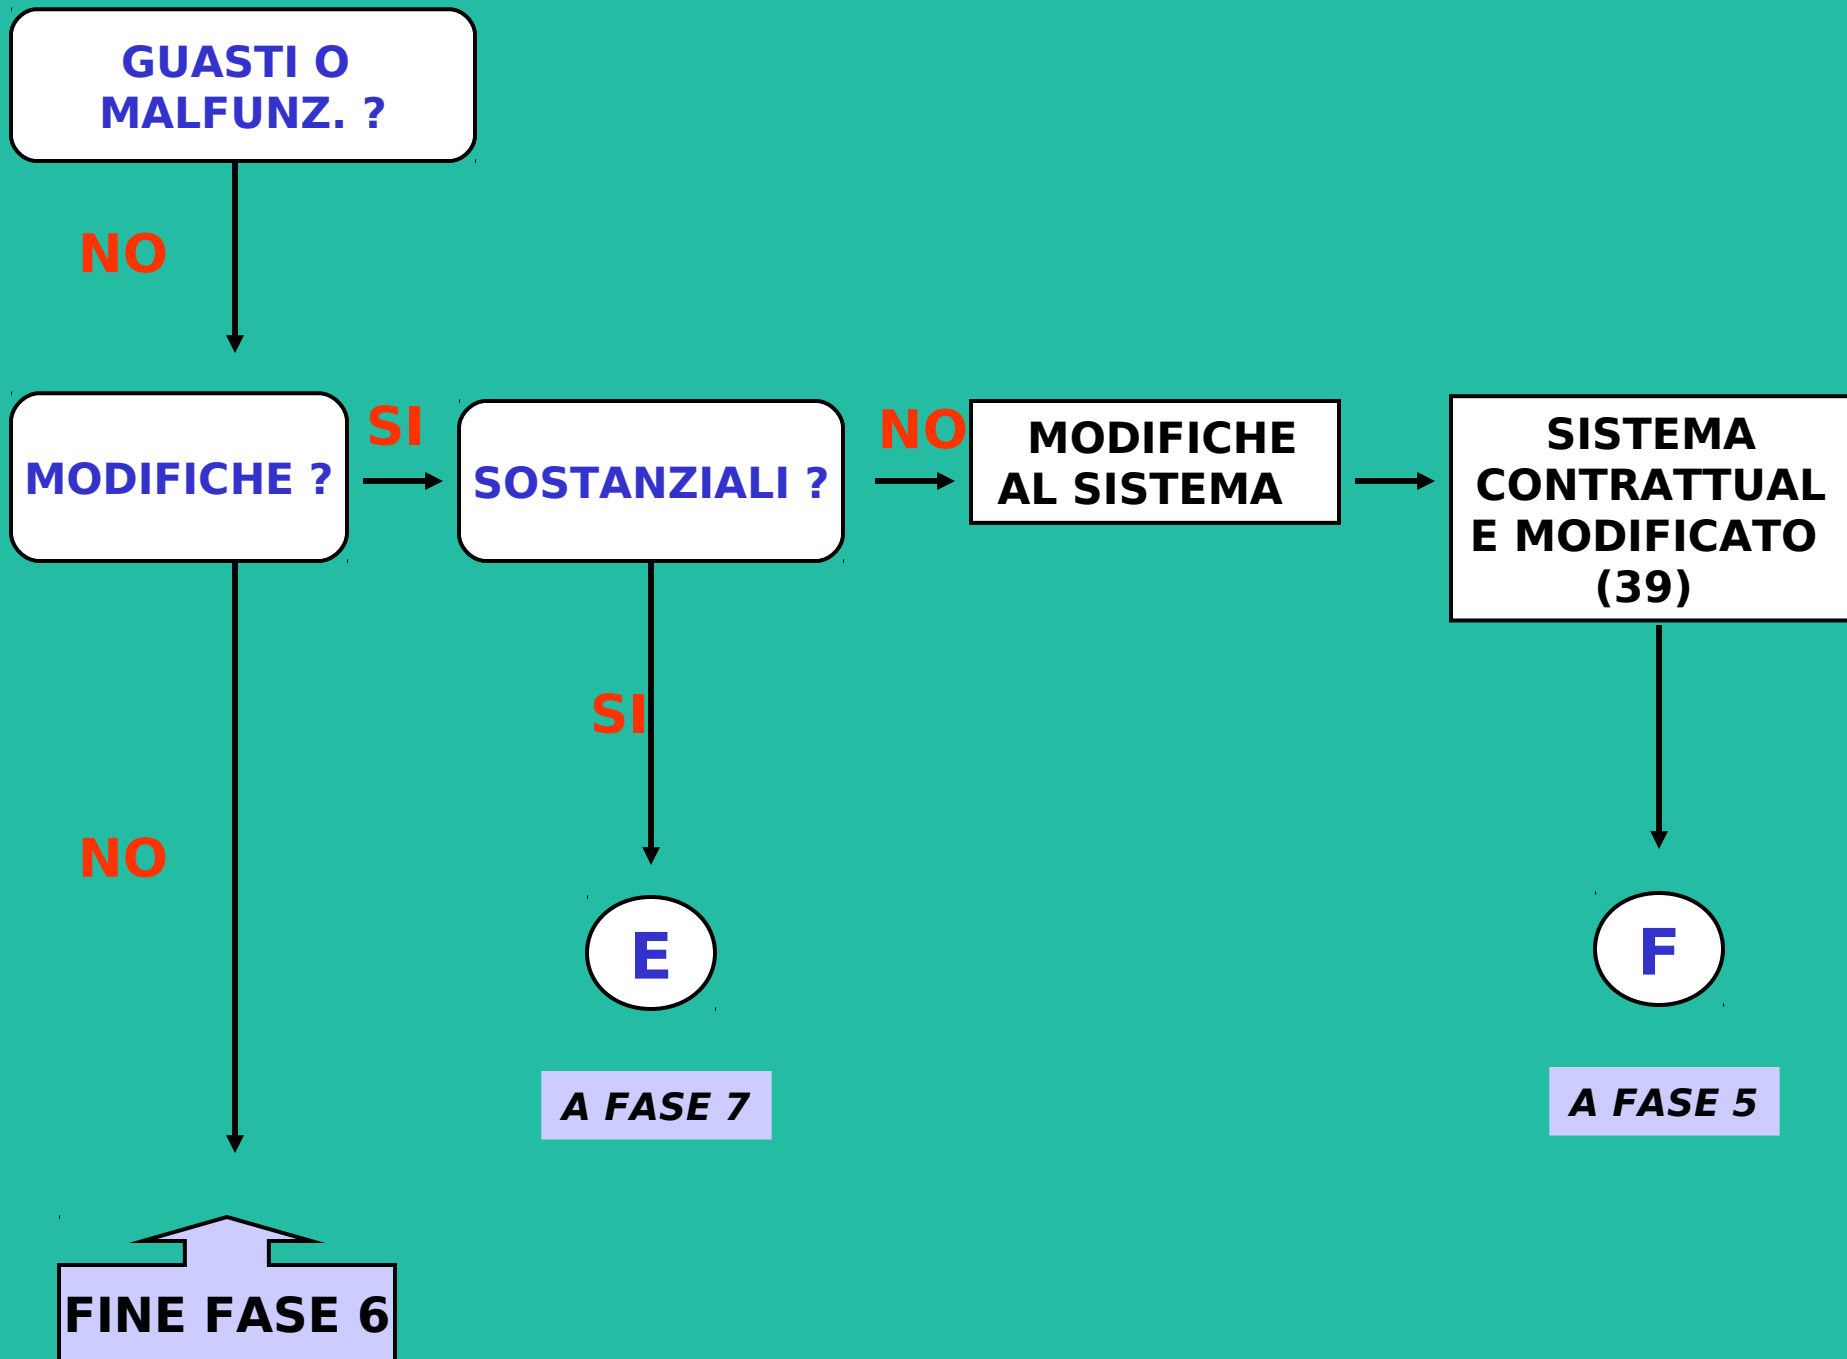 GUASTI O
MALFUNZ. ?
NO
MODIFICHE ?
SI
SOSTANZIALI ?
NO
MODIFICHE
AL SISTEMA
SISTEMA
CONTRATTUAL
E MODIFICATO
(39)
SI
NO
E
F
A FASE 7
A FASE 5
FINE FASE 6